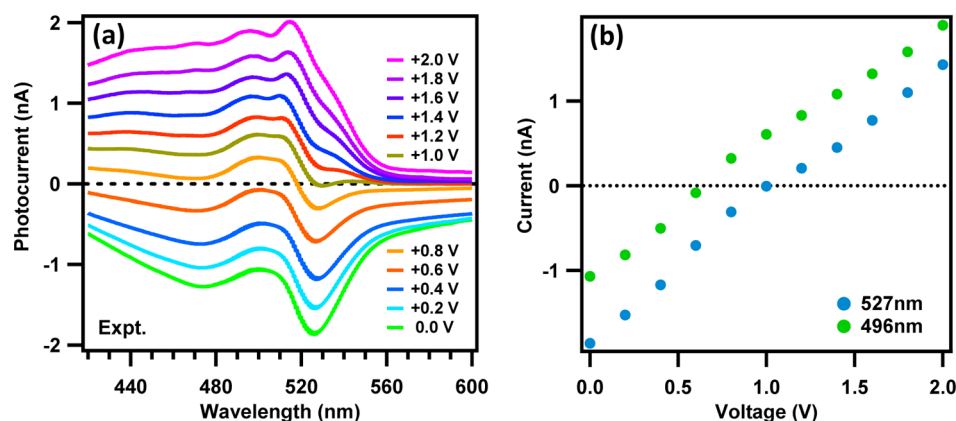 (a)
2
1
0
-1
-2
Photocurrent (nA)
+2.0 V
+1.8 V
+1.6 V
+1.4 V
+1.2 V
+1.0 V
+0.8 V
+0.6 V
+0.4 V
+0.2 V
0.0 V
Expt.
440 480 520 560 600
Wavelength (nm)
(b)
1
0
-1
Current (nA)
527nm
496nm
0.0 0.5 1.0 1.5 2.0
Voltage (V)